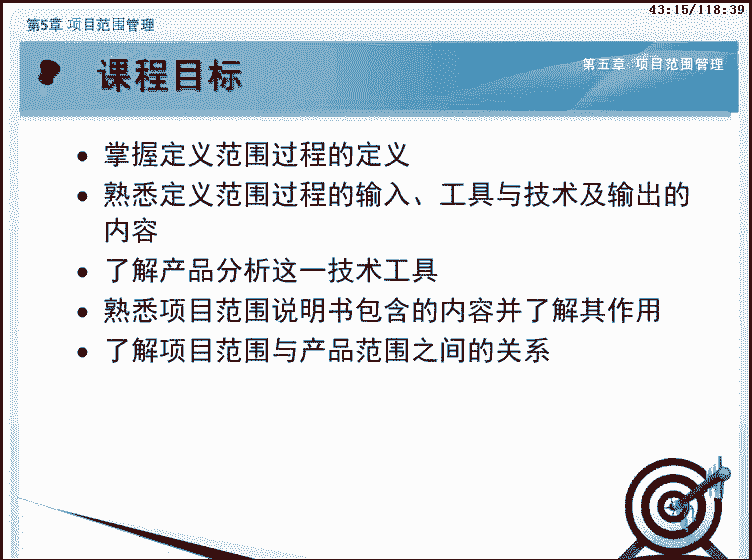 43:15/118:39
第5章 项目范围管理
课程目标
第五章 项目范围管理
• 掌握定义范围过程的定义
• 熟悉定义范围过程的输入、工具与技术及输出的
内容
• 了解产品分析这一技术工具
• 熟悉项目范围说明书包含的内容并了解其作用
• 了解项目范围与产品范围之间的关系